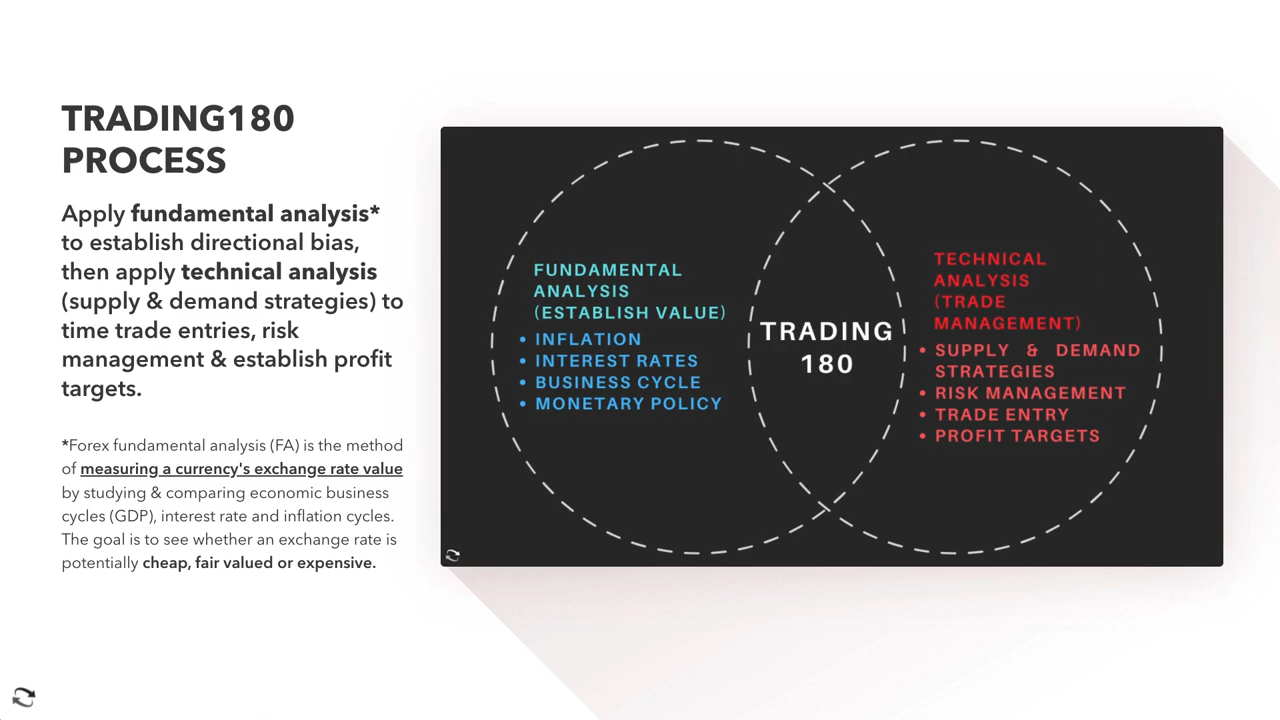 TRADING180
PROCESS
Apply fundamental analysis*
to establish directional bias,
then apply technical analysis
(supply & demand strategies) to
time trade entries, risk
management & establish profit
targets.
*Forex fundamental analysis (FA) is the method
of measuring a currency's exchange rate value
by studying & comparing economic business
cycles (GDP), interest rate and inflation cycles.
The goal is to see whether an exchange rate is
potentially cheap, fair valued or expensive.
FUNDAMENTAL
ANALYSIS
(ESTABLISH VALUE)
• INFLATION
• INTEREST RATES
• BUSINESS CYCLE
• MONETARY POLICY
TRADING
180
TECHNICAL
ANALYSIS
(TRADE
MANAGEMENT)
• SUPPLY & DEMAND
STRATEGIES
• RISK MANAGEMENT
• TRADE ENTRY
• PROFIT TARGETS